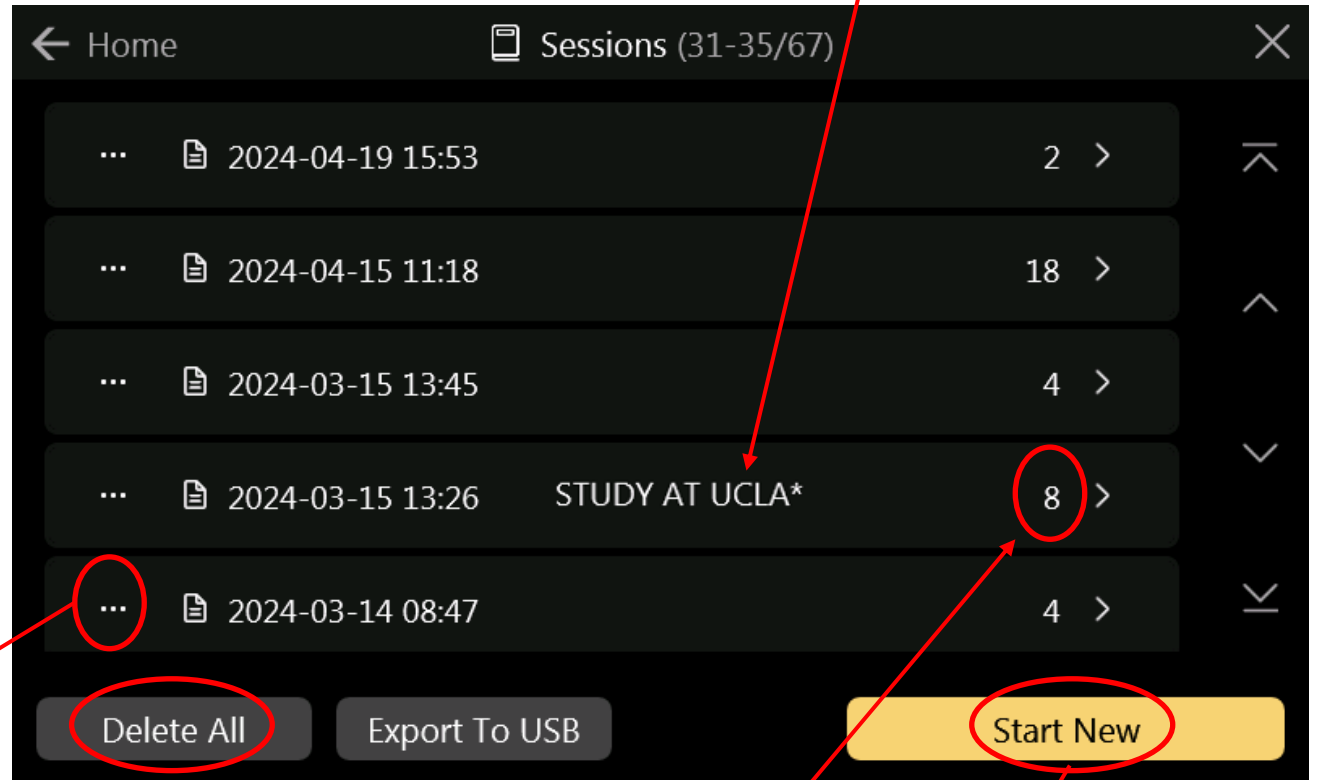 Home Sessions (31-35/67)
2024-04-19 15:53 2
2024-04-15 11:18 18
2024-03-15 13:45 4
2024-03-15 13:26 STUDY AT UCLA* 8
2024-03-14 08:47 4
Delete All Export To USB Start New